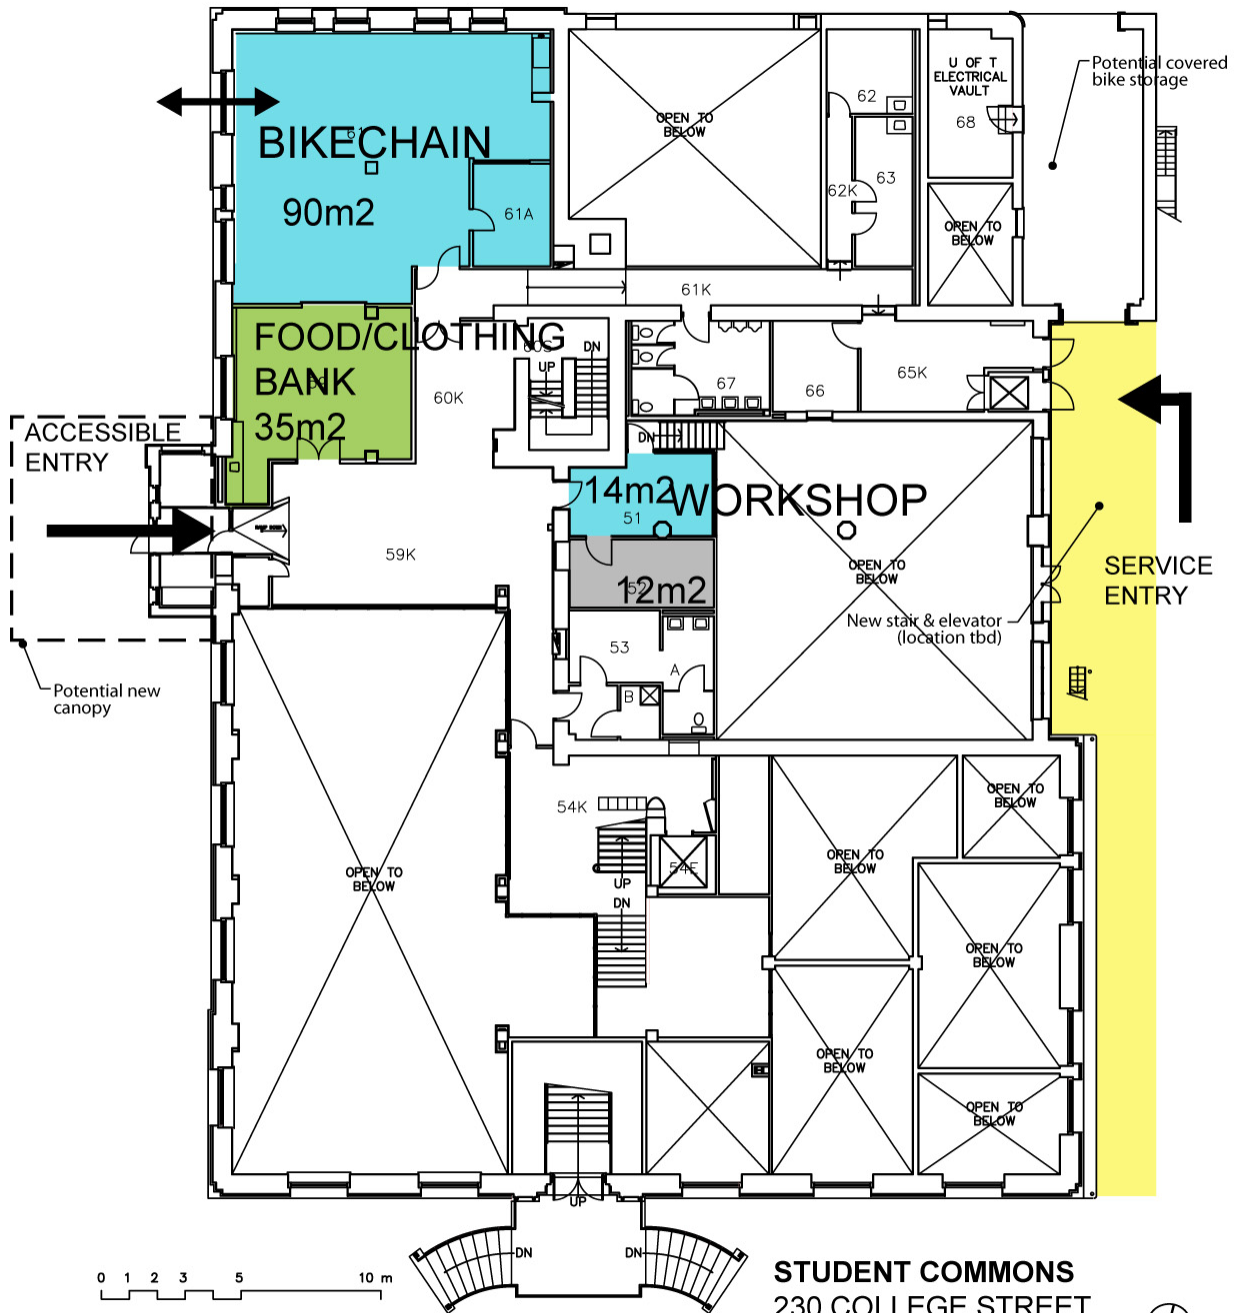 U OF T
ELECTRICAL
VAULT
68
Potential covered
bike storage
62
OPEN TO
BELOW
61
BIKECHAIN
90m2
61A
62K
63
OPEN TO
BELOW
61K
FOOD/CLOTHING
BANK
35m2
60S
DN
UP
60K
67
66
65K
ACCESSIBLE
ENTRY
DN
14m2
WORKSHOP
51
59K
OPEN TO
BELOW
12m2
52
SERVICE
ENTRY
New stair & elevator
(location tbd)
53
A
B
Potential new
canopy
54K
OPEN TO
BELOW
54E
UP
DN
OPEN TO
BELOW
OPEN TO
BELOW
OPEN TO
BELOW
OPEN TO
BELOW
OPEN TO
BELOW
UP
DN
DN
0 1 2 3 5 10 m
STUDENT COMMONS
230 COLLEGE STREET